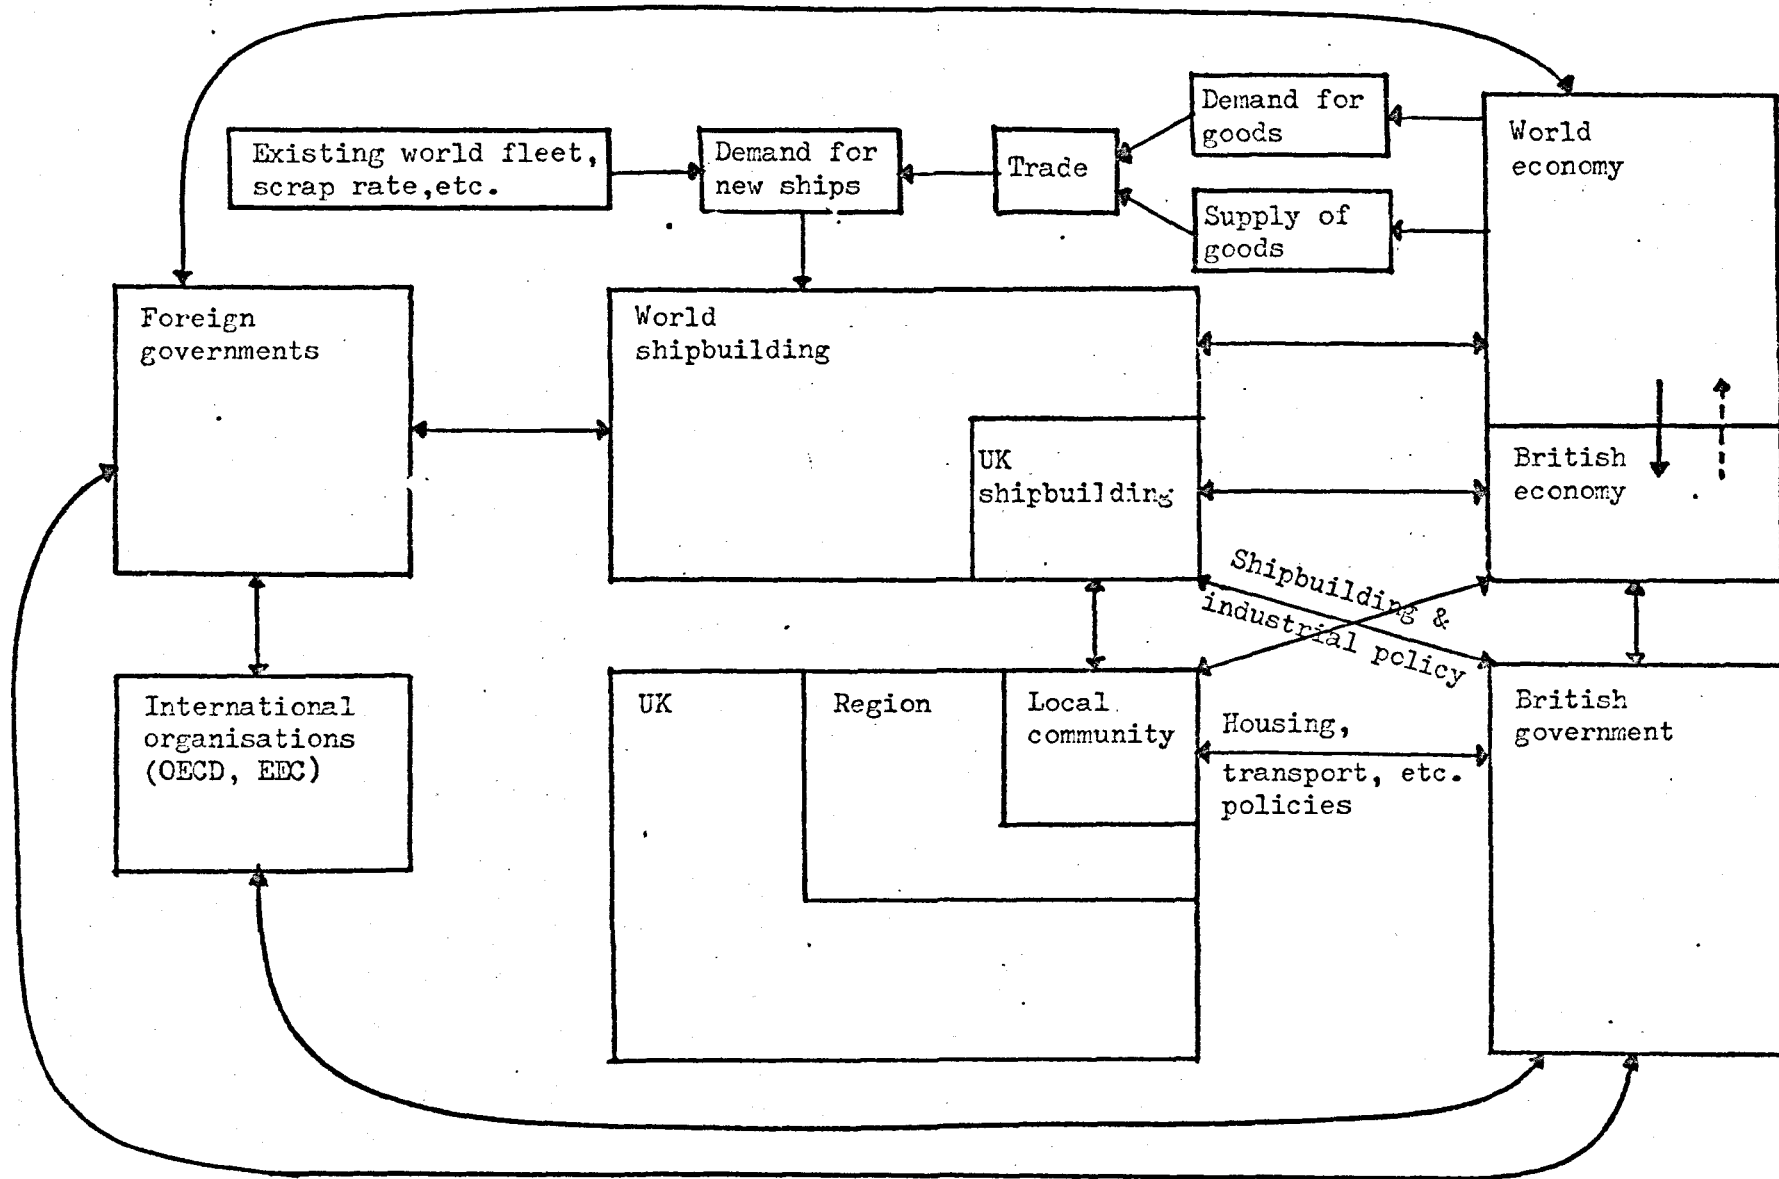 Demand for
goods
World
economy
Existing world fleet,
scrap rate,etc.
Demand for
new ships
Trade
Supply of
goods
Foreign
governments
World
shipbuilding
UK
shipbuilding
British
economy
Shipbuilding &
industrial policy
International
organisations
(OECD, EEC)
UK
Region
Local
community
Housing,
transport, etc.
policies
British
government